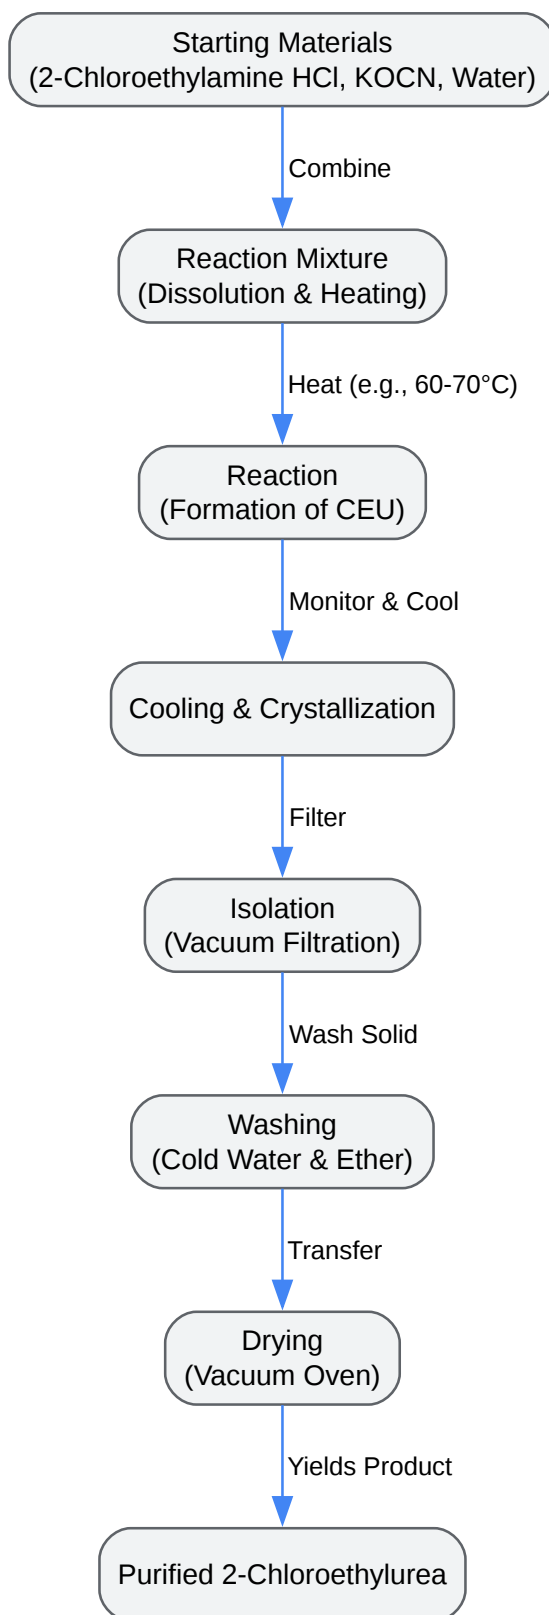 Starting Materials
(2-Chloroethylamine HCl, KOCN, Water)
Combine
Reaction Mixture
(Dissolution & Heating)
Heat (e.g., 60-70°C)
Reaction
(Formation of CEU)
Monitor & Cool
Cooling & Crystallization
Filter
Isolation
(Vacuum Filtration)
Wash Solid
Washing
(Cold Water & Ether)
Transfer
Drying
(Vacuum Oven)
Yields Product
Purified 2-Chloroethylurea